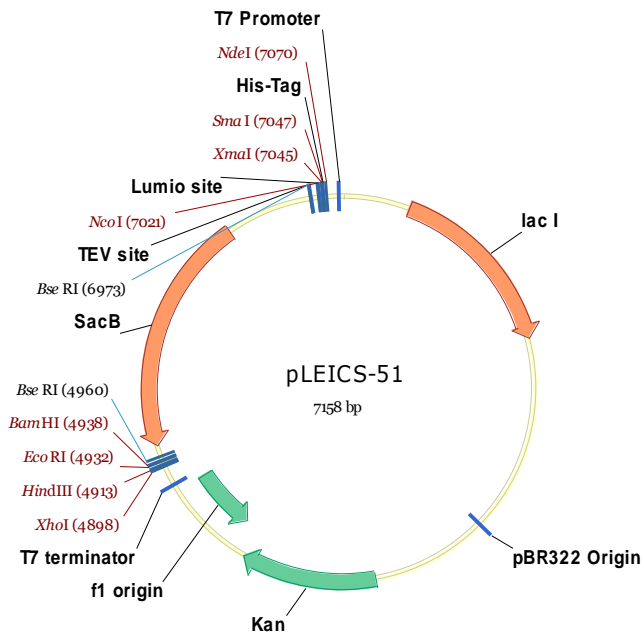 T7 Promoter
NdeI (7070)
His-Tag
Sma I (7047)
XmaI (7045)
Lumio site
NcoI (7021)
TEV site
Bse RI (6973)
SacB
lac I
pLEICS-51
7158 bp
Bse RI (4960)
BamHI (4938)
Eco RI (4932)
HindIII (4913)
XhoI (4898)
T7 terminator
f1 origin
Kan
pBR322 Origin